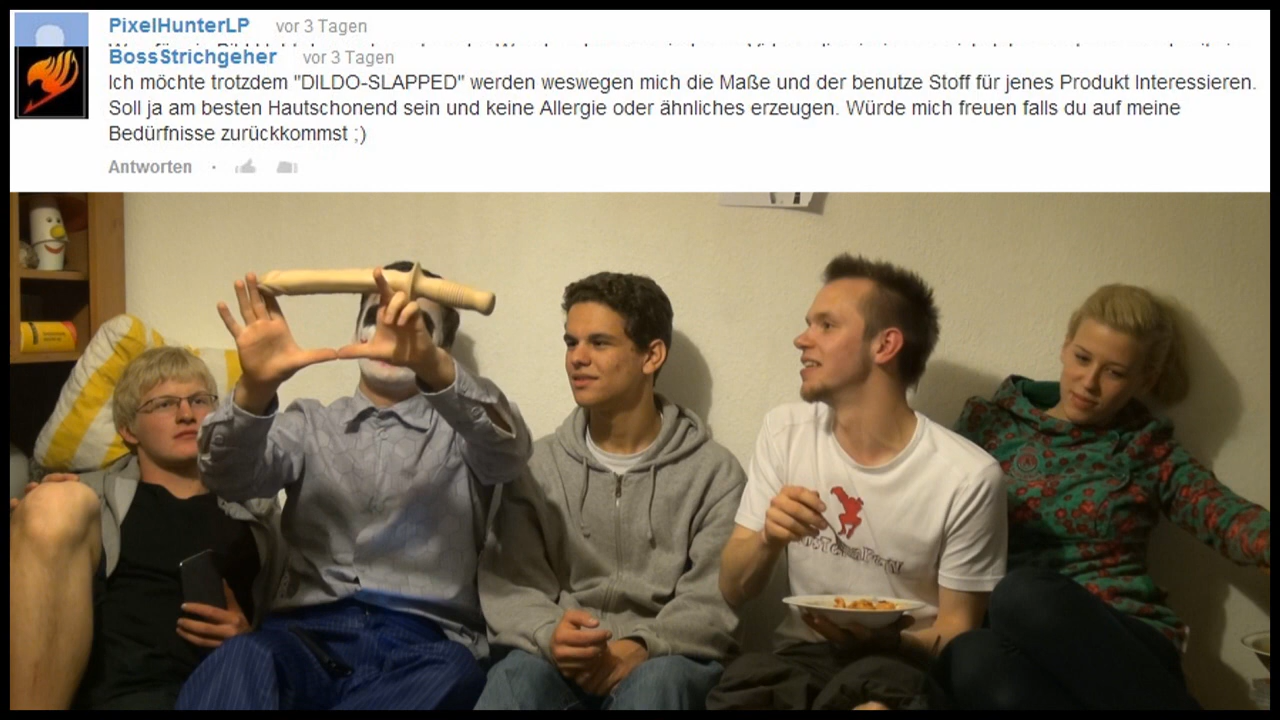 PixelHunterLP vor 3 Tagen
BossStrichgeher vor 3 Tagen
Ich möchte trotzdem "DILDO-SLAPPED" werden weswegen mich die Maße und der benutze Stoff für jenes Produkt Interessieren.
Soll ja am besten Hautschonend sein und keine Allergie oder ähnliches erzeugen. Würde mich freuen falls du auf meine
Bedürfnisse zurückkommst ;)
Antworten ·